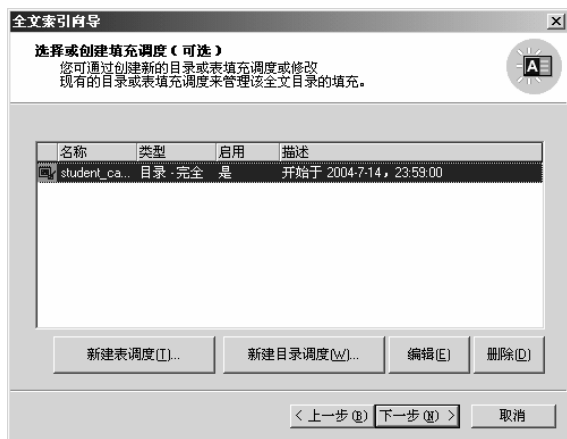 全文索引向导
选择或创建填充调度（可选）
您可通过创建新的目录或表填充调度或修改
现有的目录或表填充调度来管理该全文目录的填充。
名称 类型 启用 描述
student_ca... 目录 -完全 是 开始于 2004-7-14，23:59:00
新建表调度(T)... 新建目录调度(W)... 编辑(E) 删除(D)
< 上一步(B) 下一步(N) > 取消